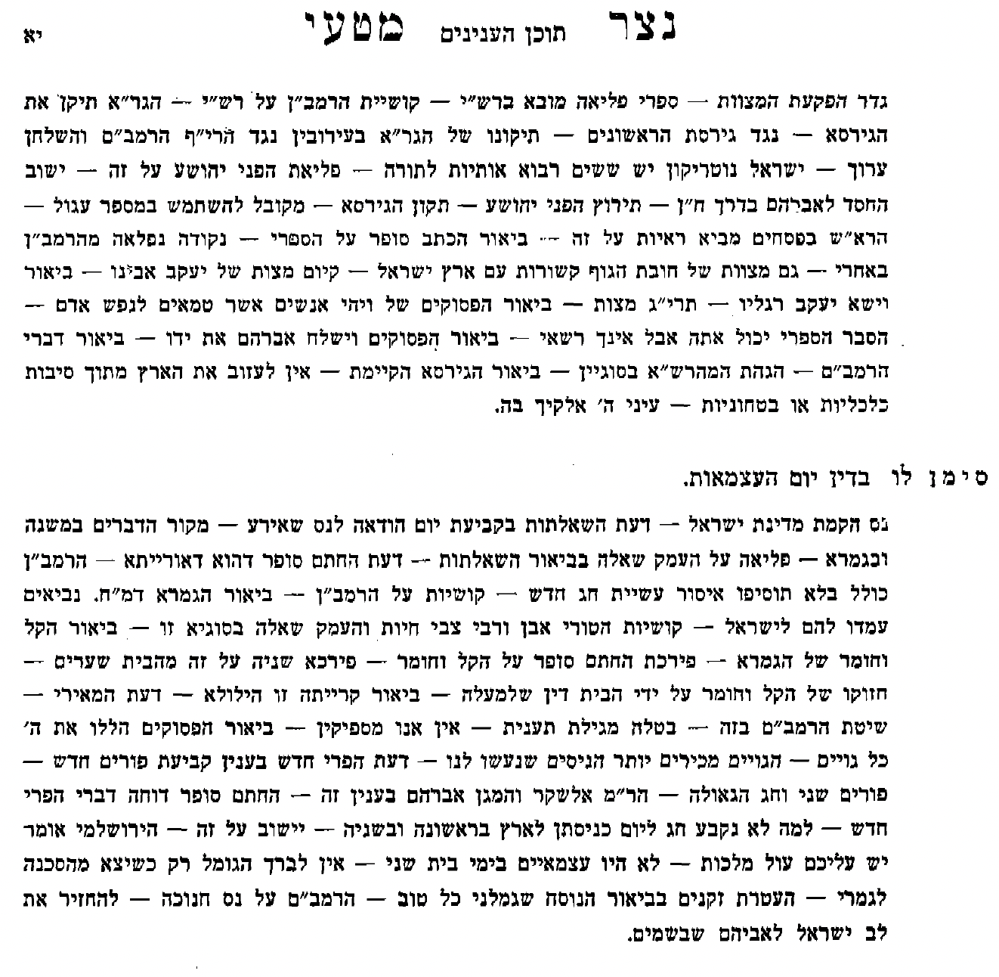 נצר תוכן הענינים מטעי יא
גדר הפקעת המצוות — ספרי פליאה מובא ברש״י — קושיית הרמב״ן על רש״י — הגר״א תיקן את
הגירסא — נגד גירסת הראשונים — תיקונו של הגר״א בעירובין נגד הרי״ף הרמב״ם והשלחן
ערוך — ישראל נוטריקון יש ששים רבוא אותיות לתורה — פליאת הפני יהושע על זה — ישוב
החסד לאברהם בדרך ח״ן — תירוץ הפני יהושע — תקון הגירסא — מקובל להשתמש במספר עגול —
הרא״ש בפסחים מביא ראיות על זה — ביאור הכתב סופר על הספרי — נקודה נפלאה מהרמב״ן
באחרי — גם מצוות של חובת הגוף קשורות עם ארץ ישראל — קיום מצות של יעקב אבינו — ביאור
וישא יעקב רגליו — תרי״ג מצות — ביאור הפסוקים של ויהי אנשים אשר טמאים לנפש אדם —
הסבר הספרי יכול אתה אבל אינך רשאי — ביאור הפסוקים וישלח אברהם את ידו — ביאור דברי
הרמב״ם — הגהת המהרש״א בסוגיין — ביאור הגירסא הקיימת — אין לעזוב את הארץ מתוך סיבות
כלכליות או בטחוניות — עיני ה׳ אלקיך בה.
סימן לו בדין יום העצמאות.
נס הקמת מדינת ישראל — דעת השאלתות בקביעת יום הודאה לנס שאירע — מקור הדברים במשנה
ובגמרא — פליאה על העמק שאלה בביאור השאלתות — דעת החתם סופר דהוא דאורייתא — הרמב״ן
כולל בלא תוסיפו איסור עשיית חג חדש — קושיות על הרמב״ן — ביאור הגמרא דמ״ח. נביאים
עמדו להם לישראל — קושיות הטורי אבן ורבי צבי חיות והעמק שאלה בסוגיא זו — ביאור הקל
וחומר של הגמרא — פירכת החתם סופר על הקל וחומר — פירכא שניה על זה מהבית שערים —
חזוקו של הקל וחומר על ידי הבית דין שלמעלה — ביאור קרייתה זו הילולא — דעת המאירי —
שיטת הרמב״ם בזה — בטלה מגילת תענית — אין אנו מספיקין — ביאור הפסוקים הללו את ה׳
כל גויים — הגויים מכירים יותר הניסים שנעשו לנו — דעת הפרי חדש בענין קביעת פורים חדש —
פורים שני וחג הגאולה — הר״מ אלשקר והמגן אברהם בענין זה — החתם סופר דוחה דברי הפרי
חדש — למה לא נקבע חג ליום כניסתן לארץ בראשונה ובשניה — יישוב על זה — הירושלמי אומר
יש עליכם עול מלכות — לא היו עצמאיים בימי בית שני — אין לברך הגומל רק כשיצא מהסכנה
לגמרי — העטרת זקנים בביאור הנוסח שגמלני כל טוב — הרמב״ם על נס חנוכה — להחזיר את
לב ישראל לאביהם שבשמים.